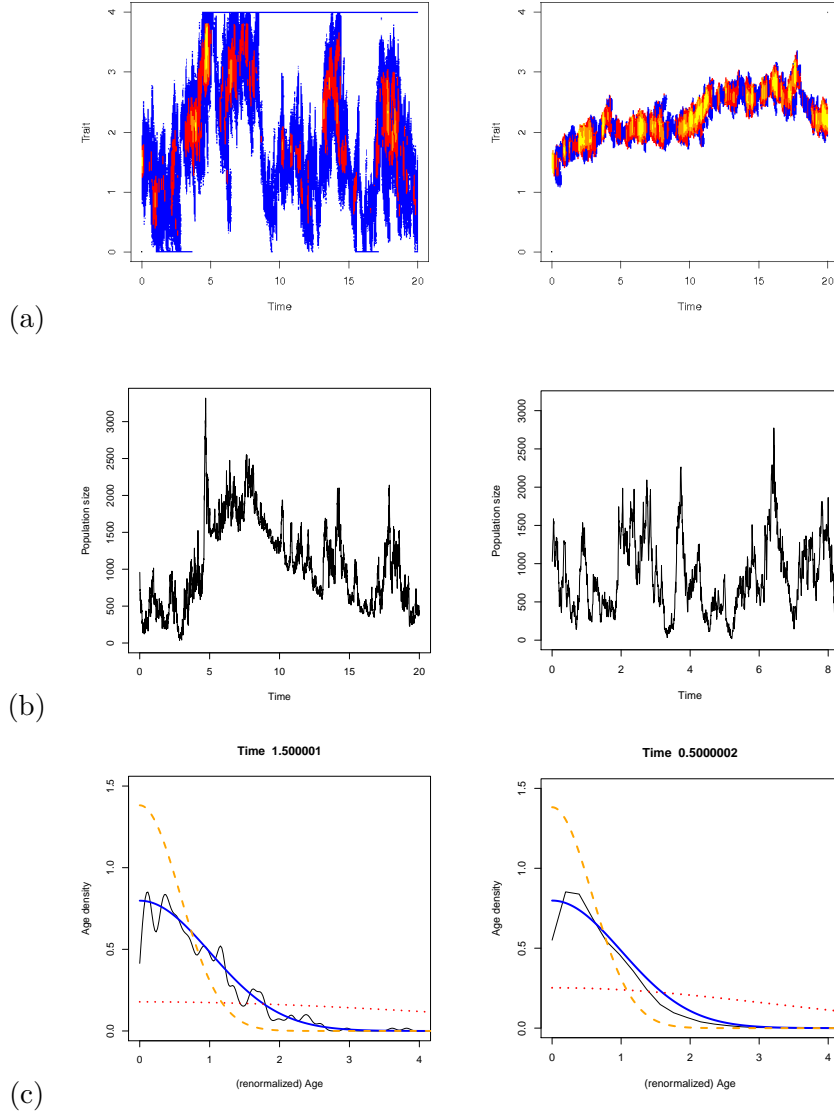 4
3
2
1
0
Trait
0 5 10 15 20
Time
4
3
2
1
0
Trait
0 5 10 15 20
Time
(a)
3000
2500
2000
1500
1000
500
0
Population size
0 5 10 15 20
Time
3000
2500
2000
1500
1000
500
0
Population size
0 2 4 6 8
Time
(b)
Time 1.500001
1.5
1.0
0.5
0.0
Age density
0 1 2 3 4
(renormalized) Age
Time 0.5000002
1.5
1.0
0.5
0.0
Age density
0 1 2 3 4
(renormalized) Age
(c)